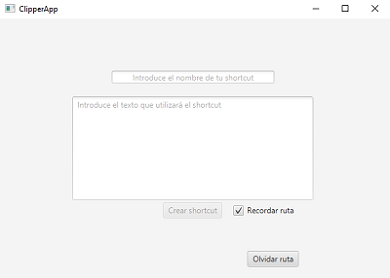 ClipperApp
Introduce el nombre de tu shortcut
Introduce el texto que utilizará el shortcut
Crear shortcut
Recordar ruta
Olvidar ruta